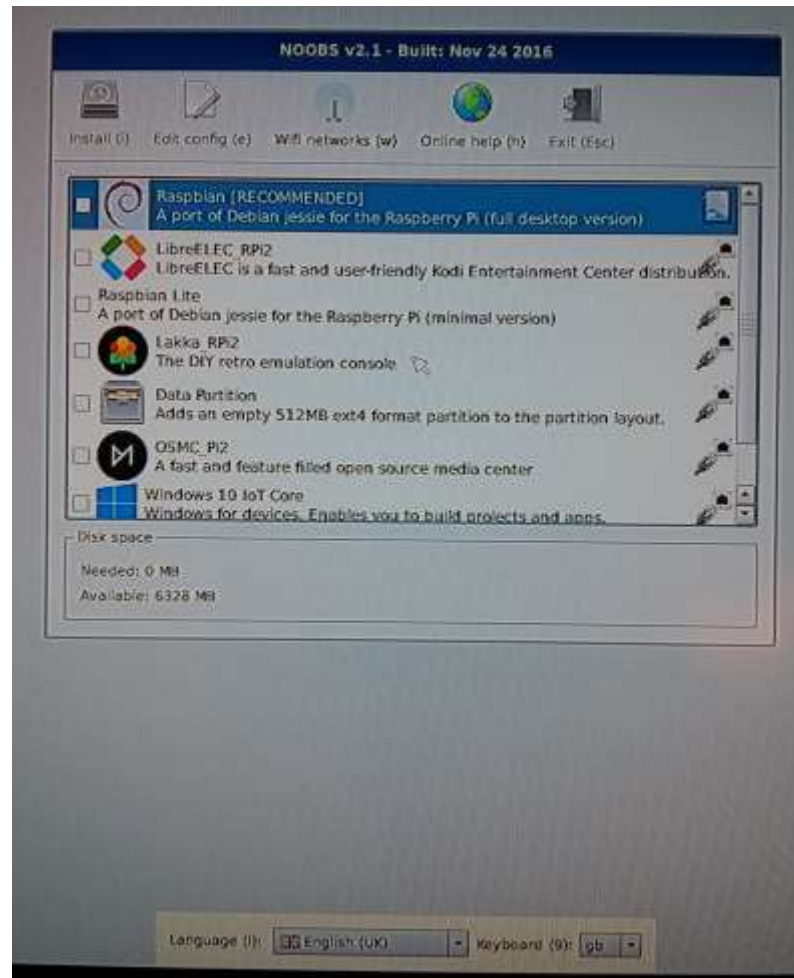 NOOBS v2.1 - Built: Nov 24 2016
Install (i) Edit config (e) Wifi networks (w) Online help (h) Exit (Esc)
Raspbian [RECOMMENDED]
A port of Debian jessie for the Raspberry Pi (full desktop version)
LibreELEC_RPi2
LibreELEC is a fast and user-friendly Kodi Entertainment Center distribution.
Raspbian Lite
A port of Debian jessie for the Raspberry Pi (minimal version)
Lakka_RPi2
The DIY retro emulation console
Data Partition
Adds an empty 512MB ext4 format partition to the partition layout.
OSMC_Pi2
A fast and feature filled open source media center
Windows 10 IoT Core
Windows for devices. Enables you to build projects and apps.
Disk space
Needed: 0 MB
Available: 6328 MB
Language (l): English (UK) Keyboard (9): gb